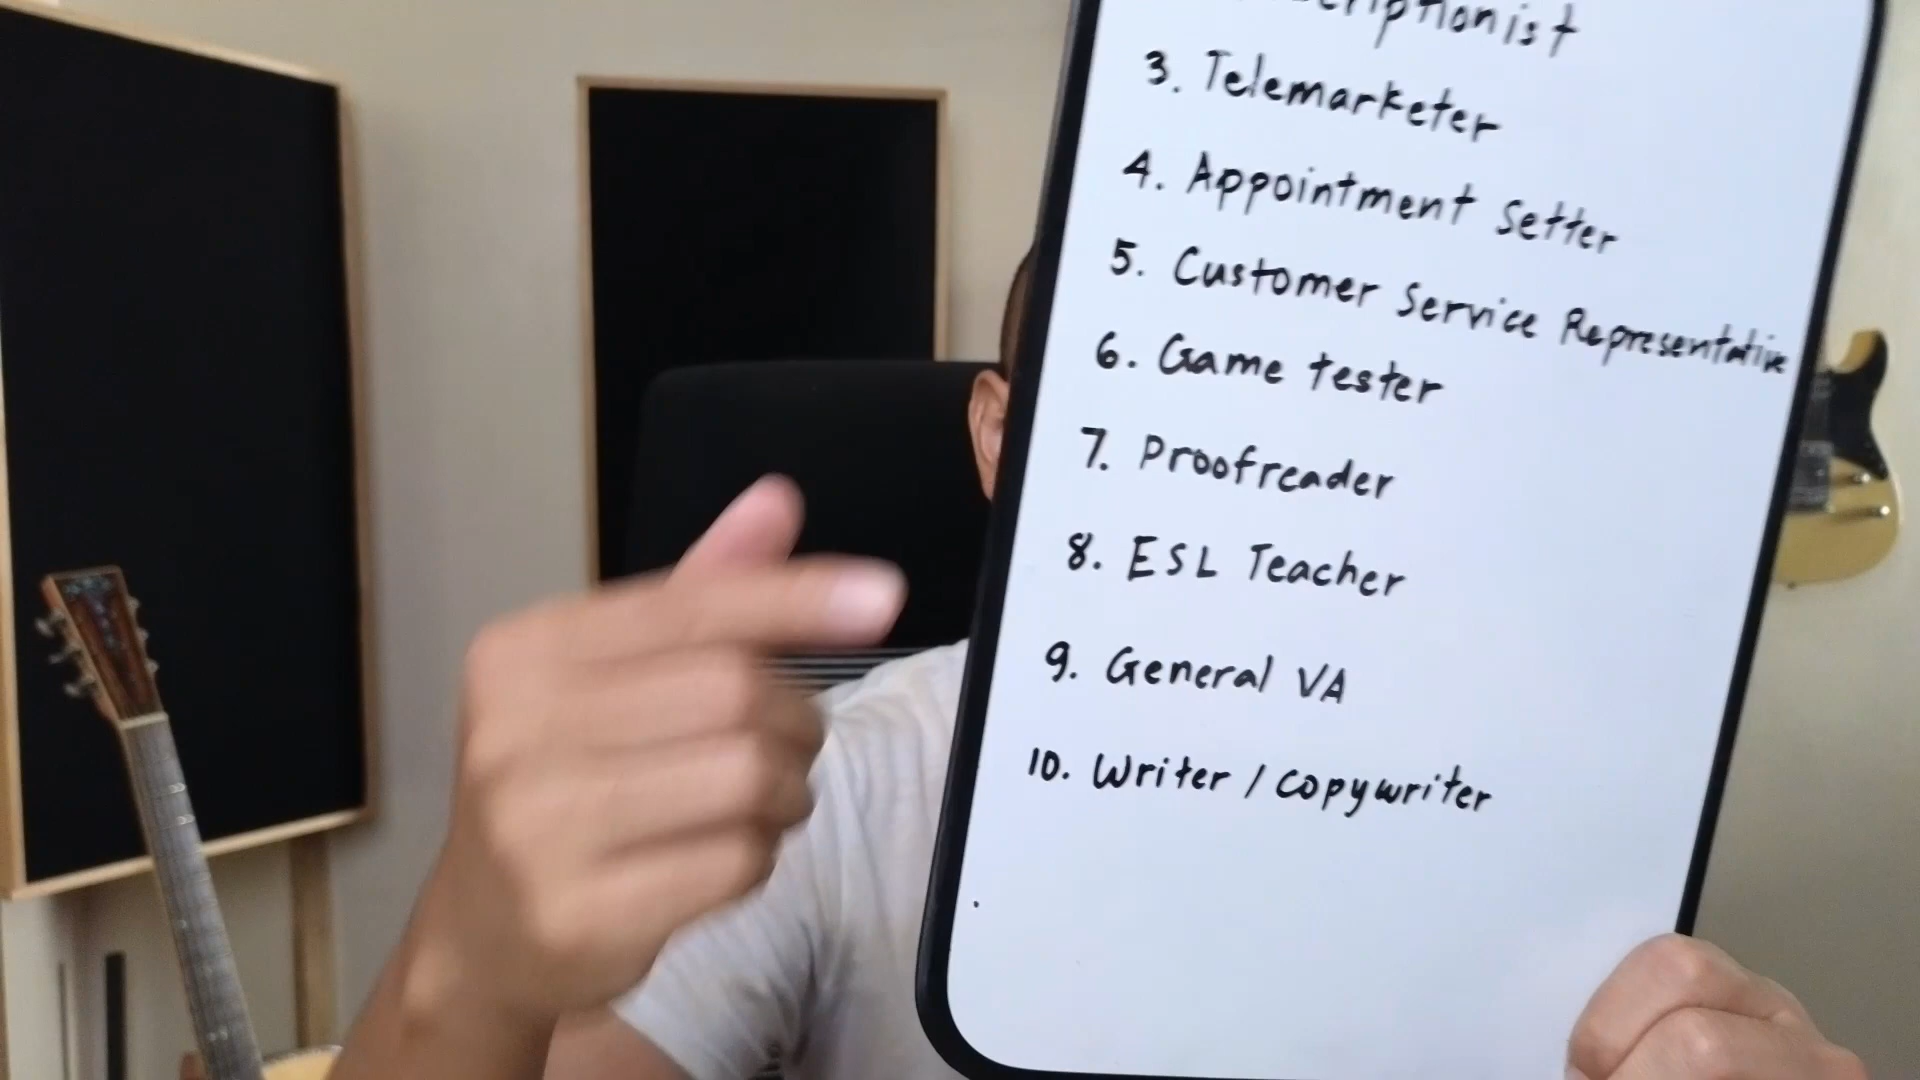 3. Telemarketer
4. Appointment Setter
5. Customer Service Representative
6. Game tester
7. Proofreader
8. ESL Teacher
9. General VA
10. Writer / copywriter